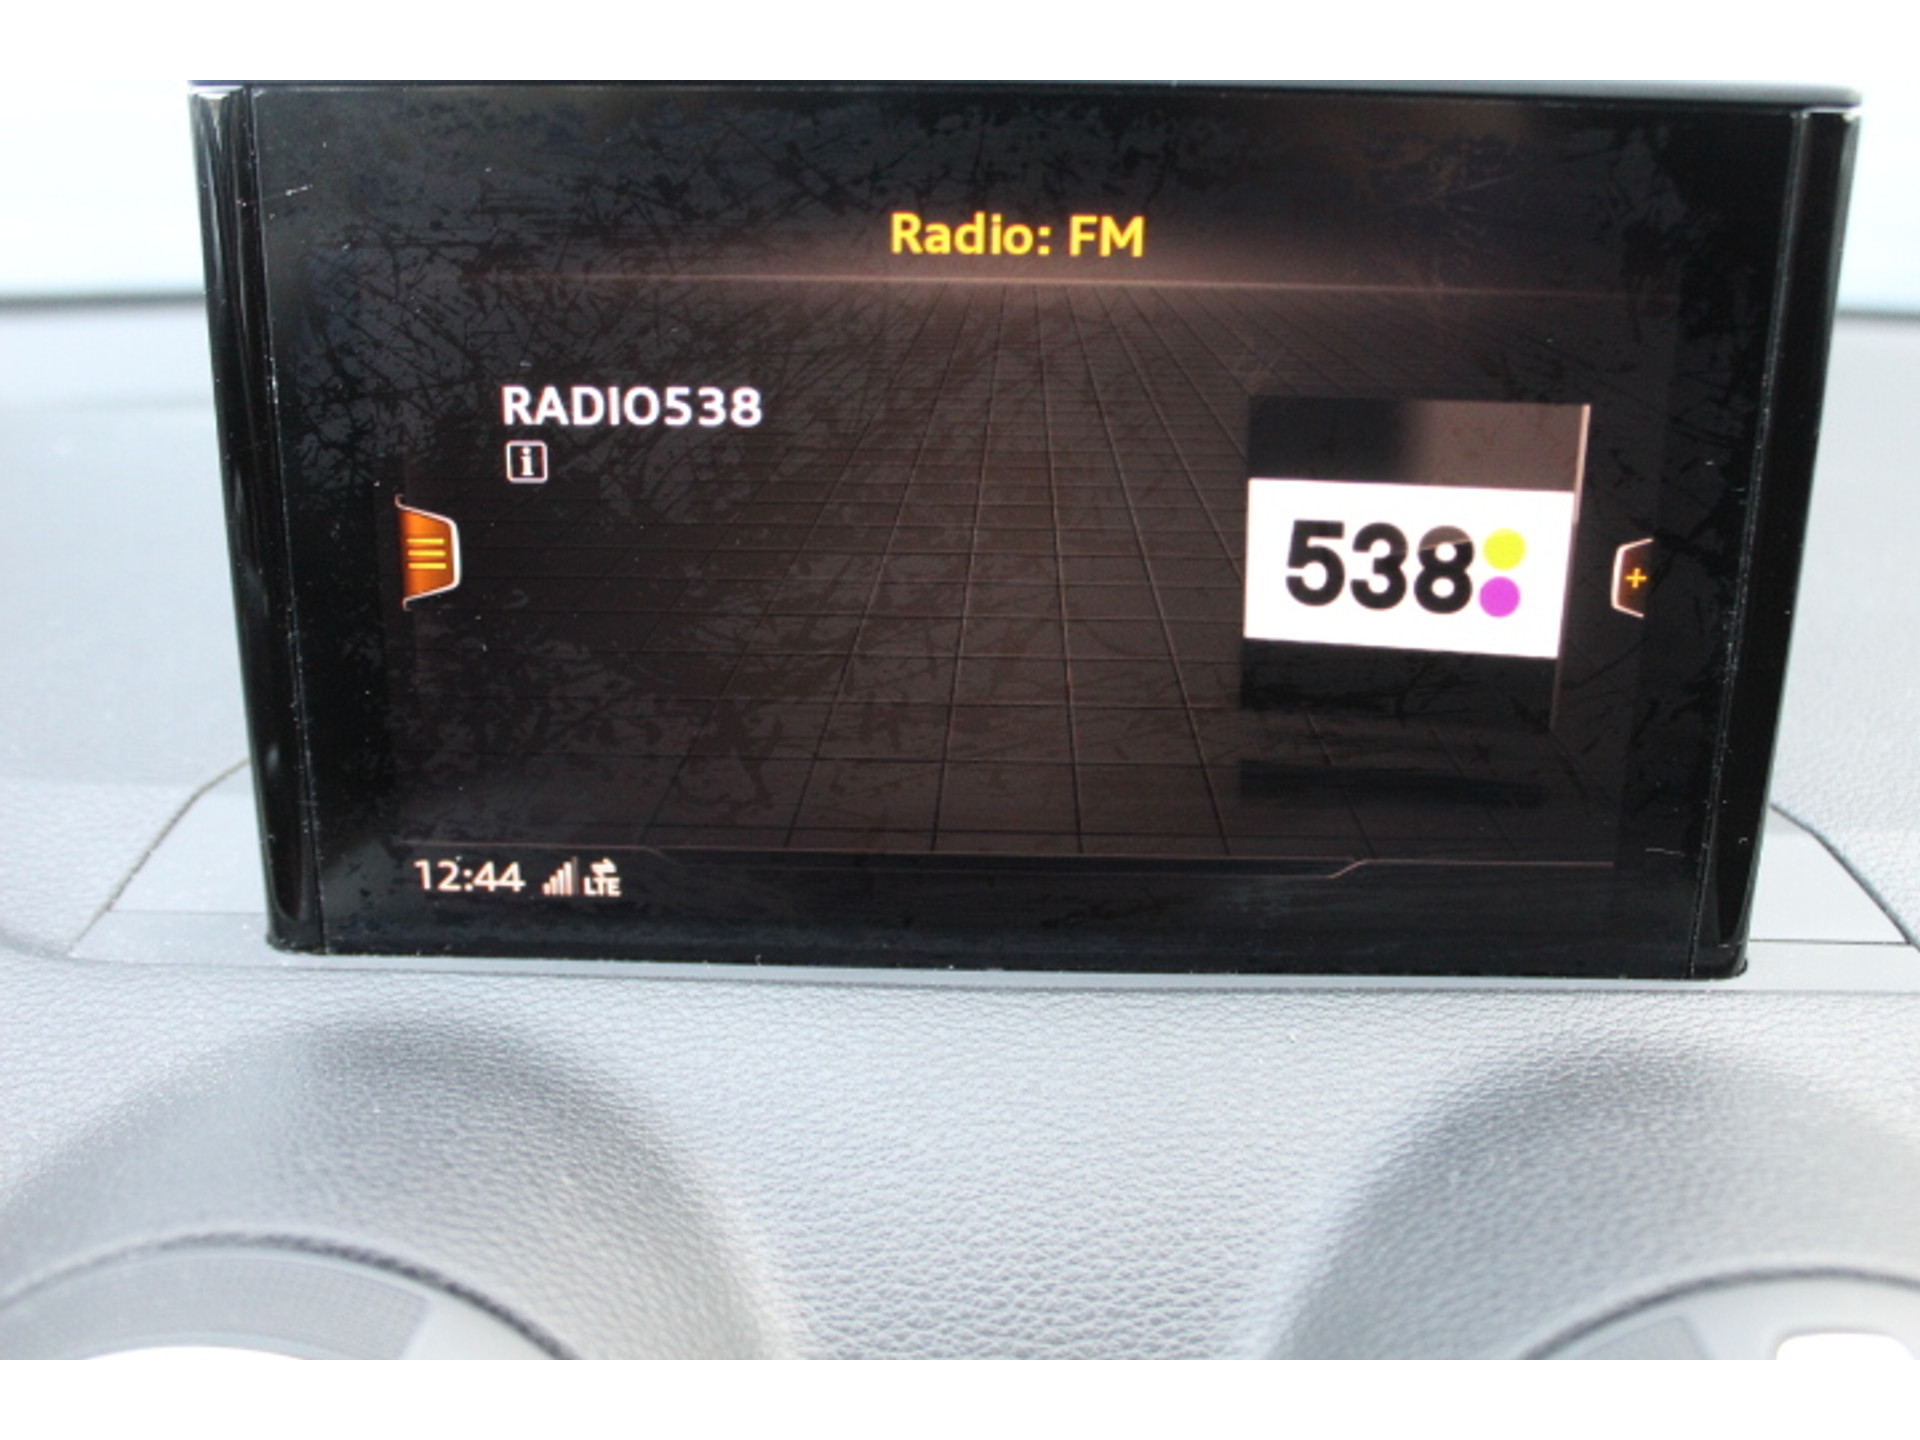 Radio: FM
RADIO538
i
538
+
12:44 LTE